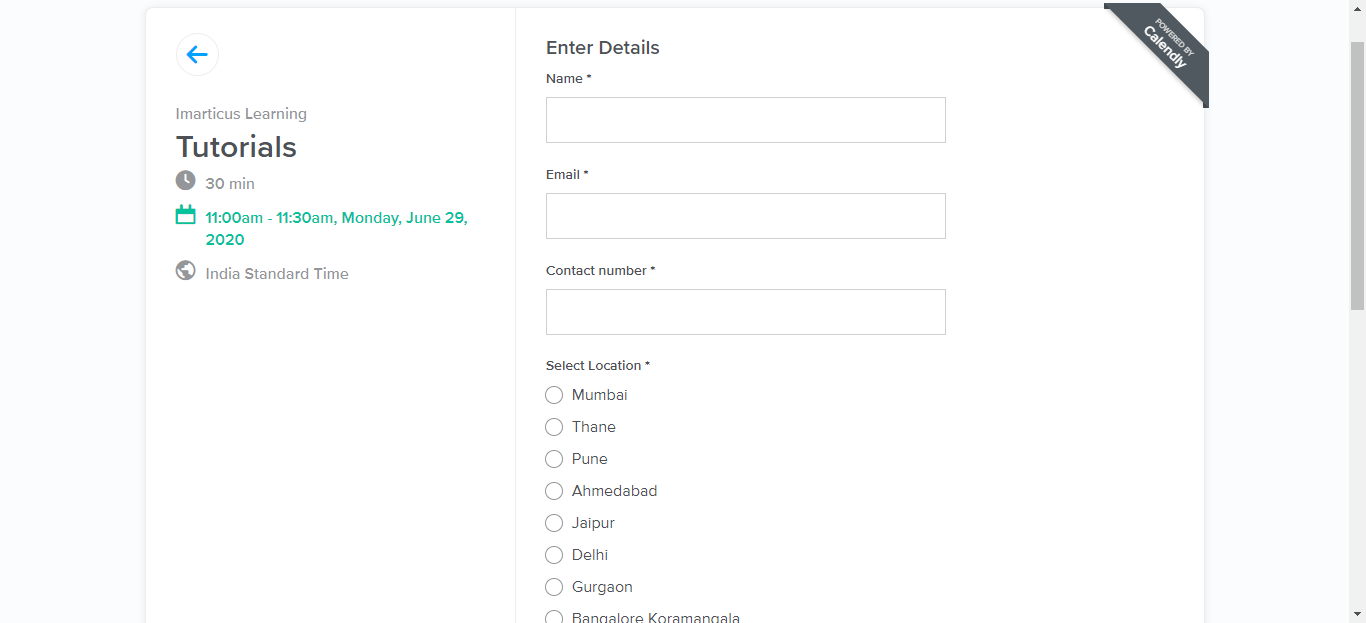 Imarticus Learning
Tutorials
30 min
11:00am - 11:30am, Monday, June 29,
2020
India Standard Time
Enter Details
Name *
Email *
Contact number *
Select Location *
Mumbai
Thane
Pune
Ahmedabad
Jaipur
Delhi
Gurgaon
Bangalore Koramangala
POWERED BY
Calendly